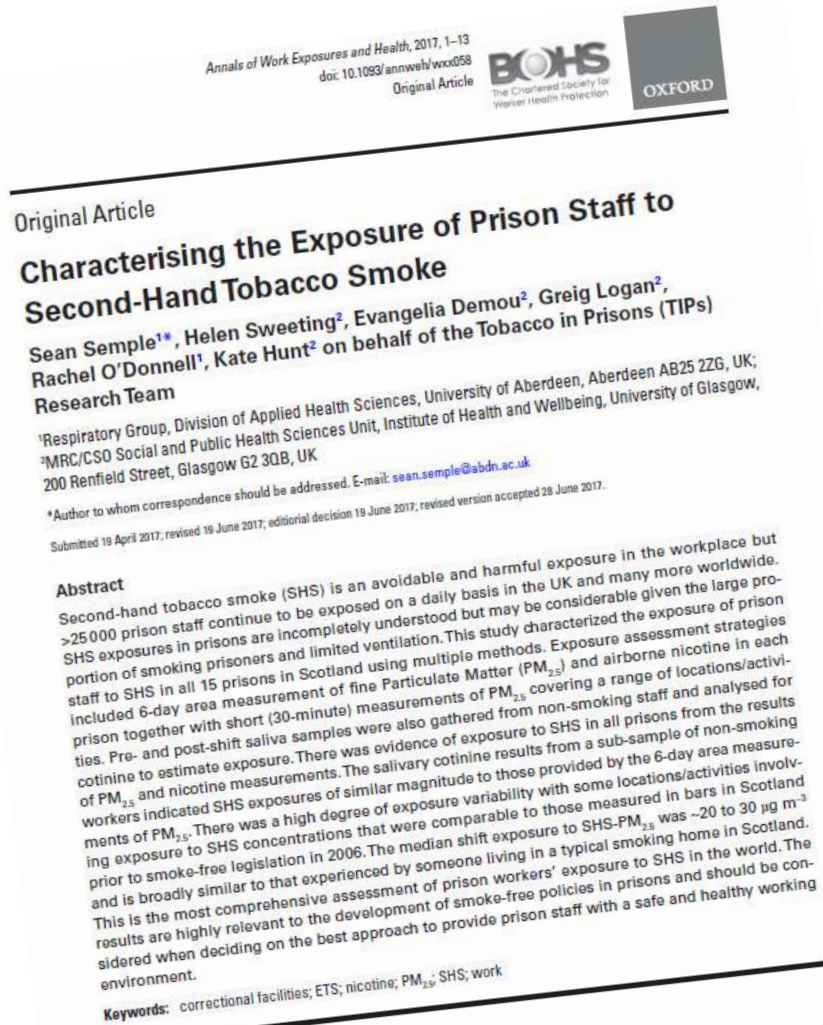 Annals of Work Exposures and Health, 2017, 1–13
doi: 10.1093/annweh/wxx058
Original Article
BOHS
The Chartered Society for
Worker Health Protection
OXFORD
Original Article
Characterising the Exposure of Prison Staff to
Second-Hand Tobacco Smoke
Sean Semple¹*, Helen Sweeting², Evangelia Demou², Greig Logan²,
Rachel O’Donnell¹, Kate Hunt² on behalf of the Tobacco in Prisons (TIPs)
Research Team
¹Respiratory Group, Division of Applied Health Sciences, University of Aberdeen, Aberdeen AB25 2ZG, UK;
²MRC/CSO Social and Public Health Sciences Unit, Institute of Health and Wellbeing, University of Glasgow,
200 Renfield Street, Glasgow G2 3QB, UK
*Author to whom correspondence should be addressed. E-mail: sean.semple@abdn.ac.uk
Submitted 19 April 2017; revised 19 June 2017; editiorial decision 19 June 2017; revised version accepted 28 June 2017.
Abstract
Second-hand tobacco smoke (SHS) is an avoidable and harmful exposure in the workplace but
>25 000 prison staff continue to be exposed on a daily basis in the UK and many more worldwide.
SHS exposures in prisons are incompletely understood but may be considerable given the large pro-
portion of smoking prisoners and limited ventilation. This study characterized the exposure of prison
staff to SHS in all 15 prisons in Scotland using multiple methods. Exposure assessment strategies
included 6-day area measurement of fine Particulate Matter (PM₂.₅) and airborne nicotine in each
prison together with short (30-minute) measurements of PM₂.₅ covering a range of locations/activi-
ties. Pre- and post-shift saliva samples were also gathered from non-smoking staff and analysed for
cotinine to estimate exposure. There was evidence of exposure to SHS in all prisons from the results
of PM₂.₅ and nicotine measurements. The salivary cotinine results from a sub-sample of non-smoking
workers indicated SHS exposures of similar magnitude to those provided by the 6-day area measure-
ments of PM₂.₅. There was a high degree of exposure variability with some locations/activities involv-
ing exposure to SHS concentrations that were comparable to those measured in bars in Scotland
prior to smoke-free legislation in 2006. The median shift exposure to SHS-PM₂.₅ was ~20 to 30 µg m⁻³
and is broadly similar to that experienced by someone living in a typical smoking home in Scotland.
This is the most comprehensive assessment of prison workers’ exposure to SHS in the world. The
results are highly relevant to the development of smoke-free policies in prisons and should be con-
sidered when deciding on the best approach to provide prison staff with a safe and healthy working
environment.
Keywords: correctional facilities; ETS; nicotine; PM₂.₅; SHS; work